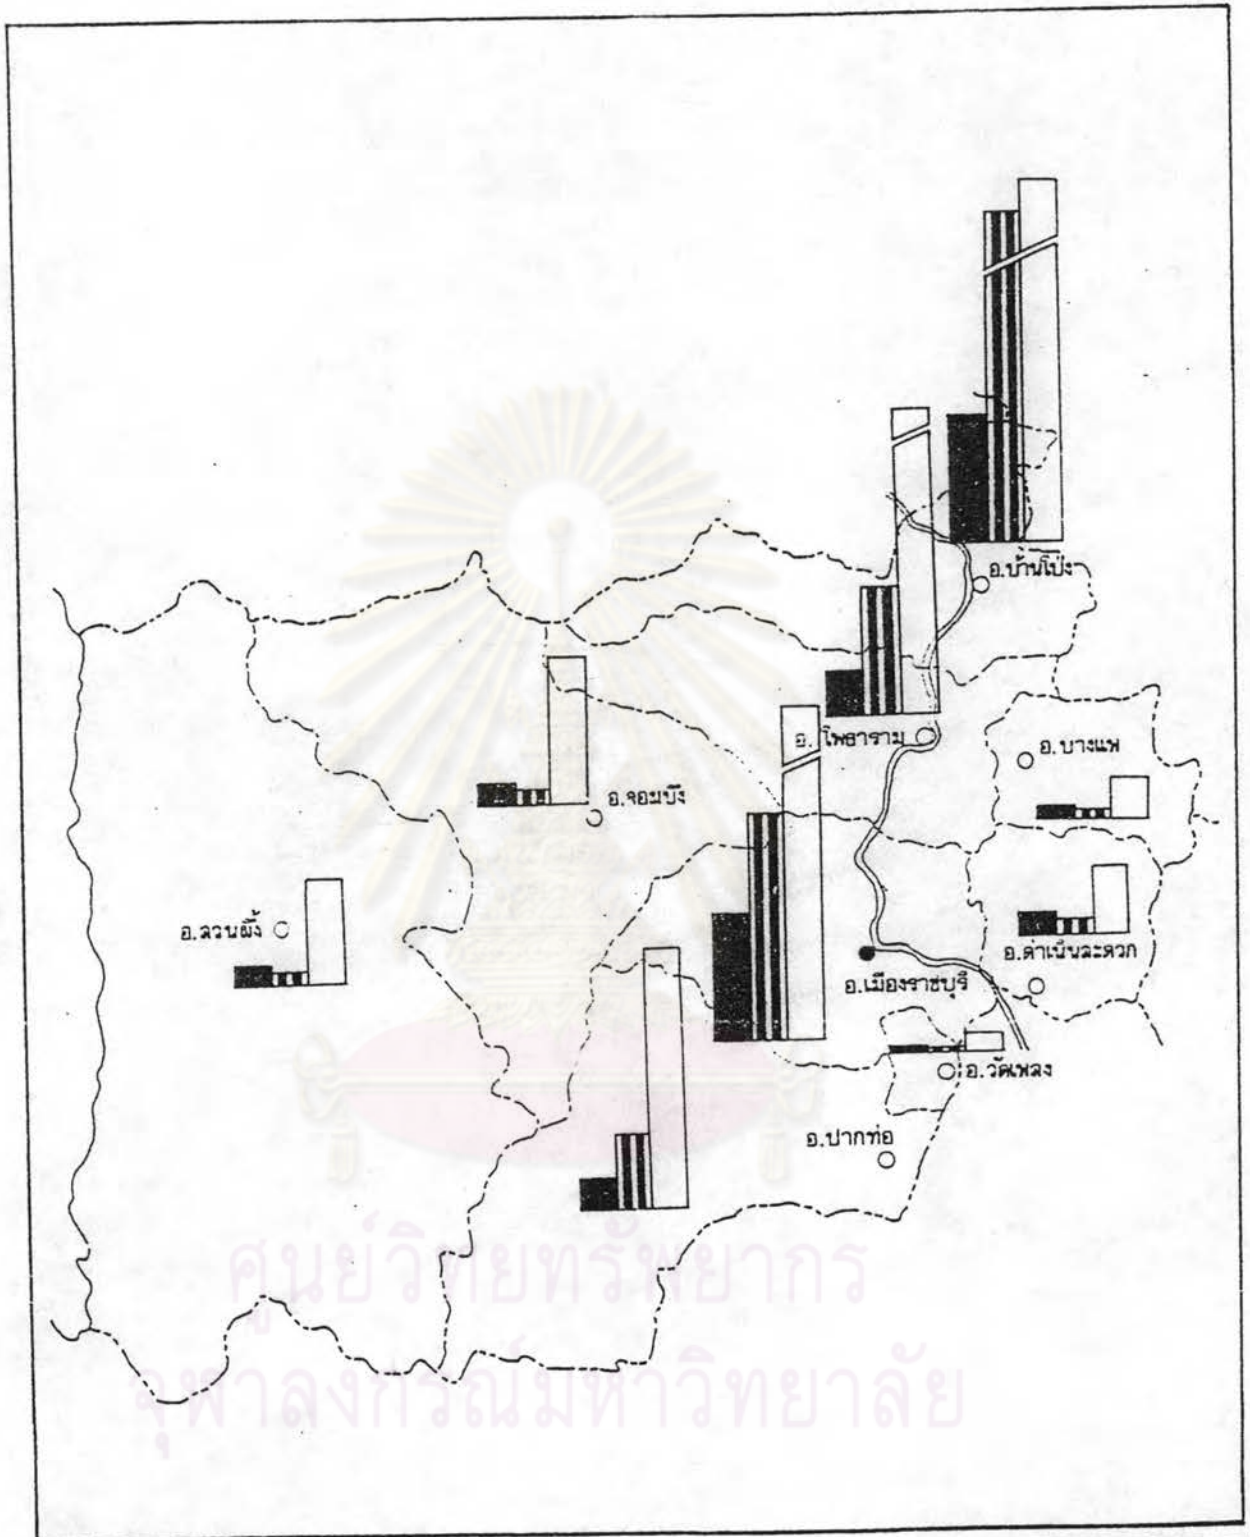 อ.บ้านโป่ง
อ. โพธาราม
อ.บางแพ
อ.จอมบึง
อ.สวนผึ้ง
อ.ดำเนินสะดวก
อ.เมืองราชบุรี
อ.วัดเพลง
อ.ปากท่อ
ศูนย์วิทยทรัพยากร
จุฬาลงกรณ์มหาวิทยาลัย